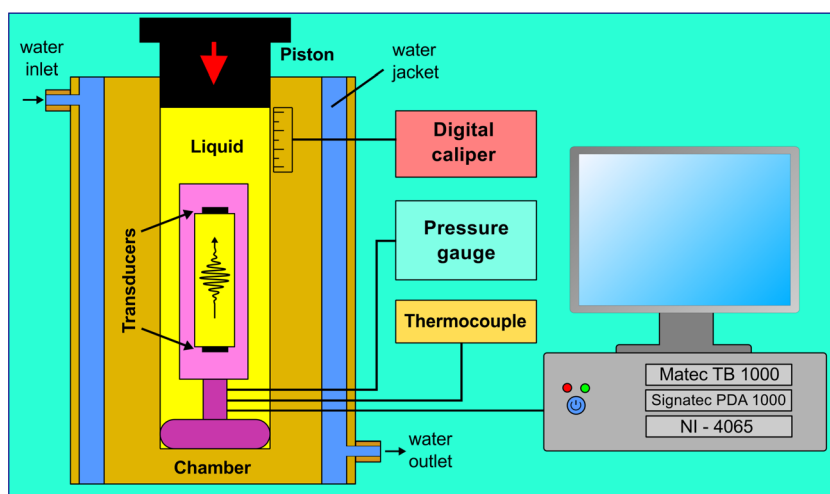 water
inlet
Piston
water
jacket
Liquid
Digital
caliper
Pressure
gauge
Transducers
Thermocouple
Matec TB 1000
Signatec PDA 1000
NI - 4065
water
outlet
Chamber